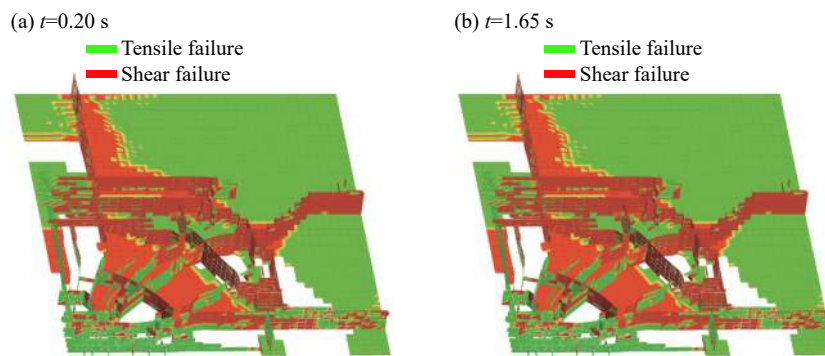 (a) t=0.20 s
Tensile failure
Shear failure
(b) t=1.65 s
Tensile failure
Shear failure